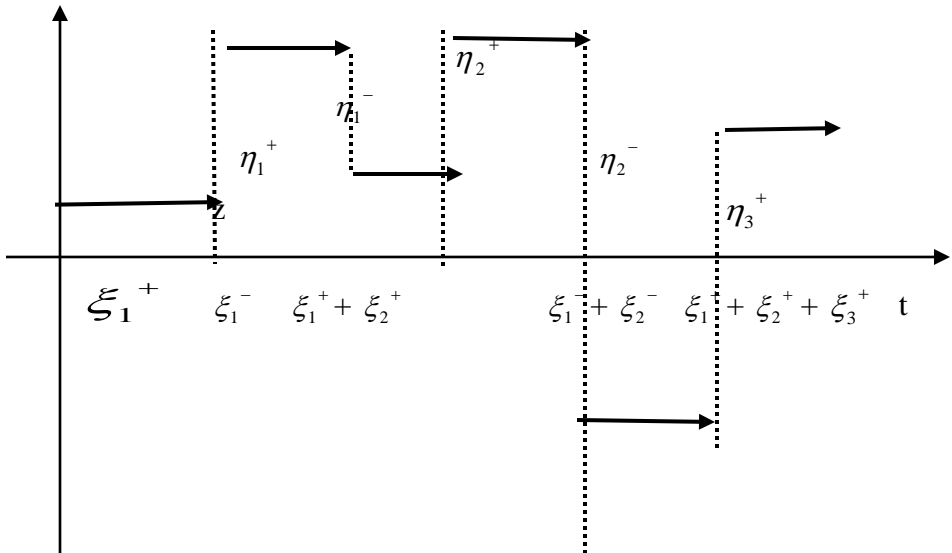 η₂⁺
η₁⁻
η₁⁺ η₂⁻
z η₃⁺
ξ₁⁺ ξ₁⁻ ξ₁⁺ + ξ₂⁺ ξ₁⁻ + ξ₂⁻ ξ₁⁺ + ξ₂⁺ + ξ₃⁺ t